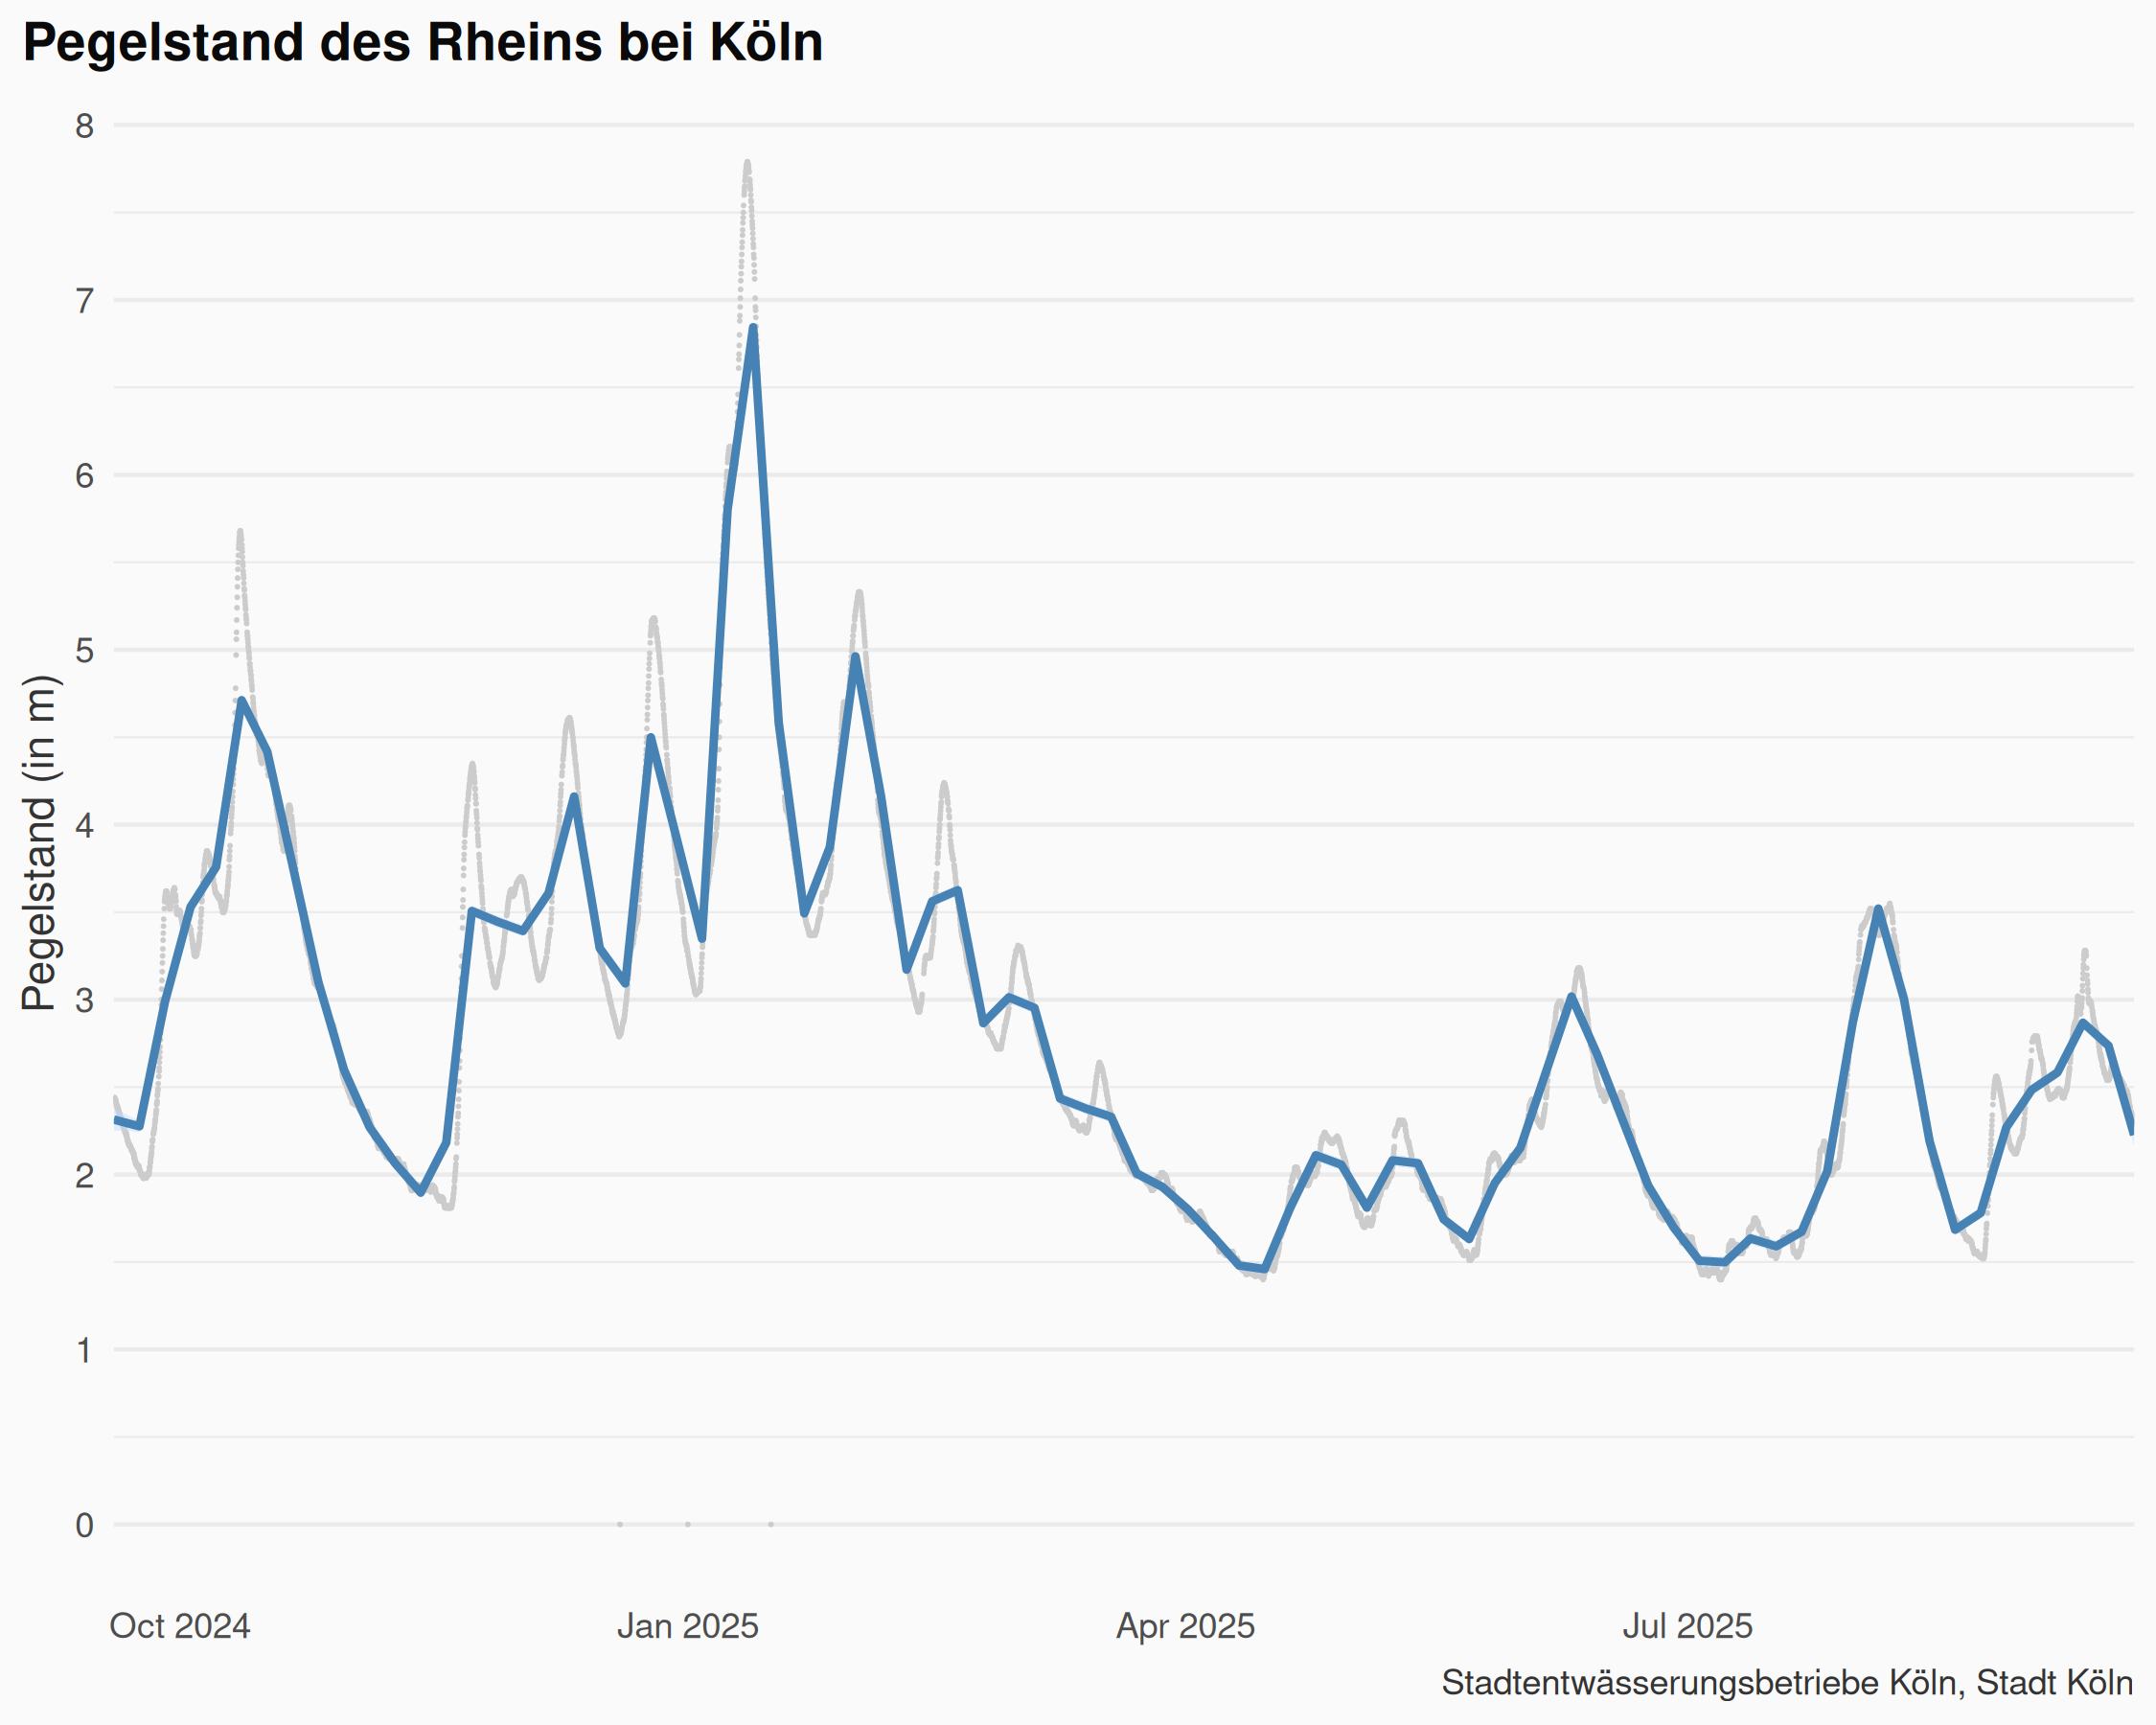 Pegelstand des Rheins bei Köln
8
7
6
5
4
3
2
1
0
Pegelstand (in m)
Oct 2024
Jan 2025
Apr 2025
Jul 2025
Stadtentwässerungsbetriebe Köln, Stadt Köln